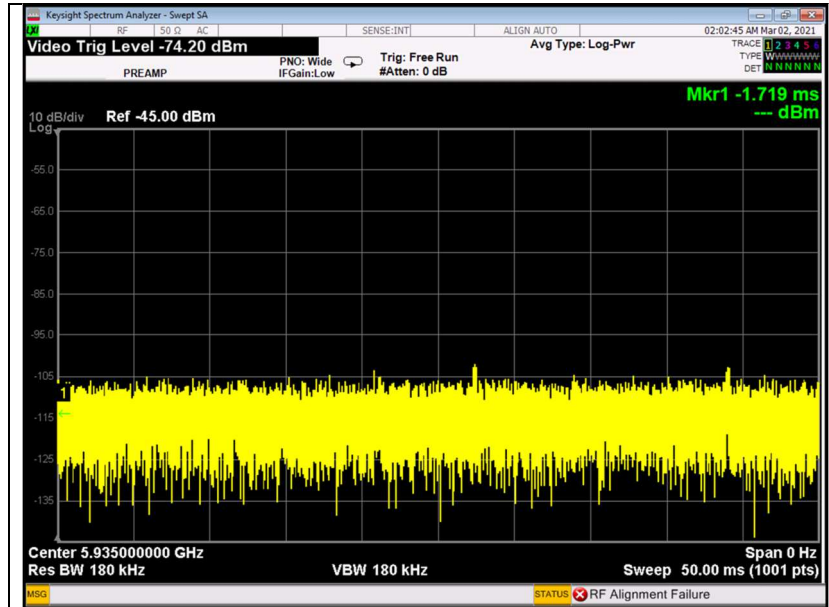 Keysight Spectrum Analyzer - Swept SA
LXI RF 50 Ω AC SENSE:INT ALIGN AUTO 02:02:45 AM Mar 02, 2021
Video Trig Level -74.20 dBm
PREAMP
PNO: Wide
IFGain:Low
Trig: Free Run
#Atten: 0 dB
Avg Type: Log-Pwr
TRACE 1 2 3 4 5 6
TYPE WWWWWW
DET N N N N N N
Mkr1 -1.719 ms
--- dBm
10 dB/div Ref -45.00 dBm
Log
-55.0
-65.0
-75.0
-85.0
-95.0
-105
1
-115
-125
-135
Center 5.935000000 GHz Span 0 Hz
Res BW 180 kHz VBW 180 kHz Sweep 50.00 ms (1001 pts)
MSG STATUS RF Alignment Failure